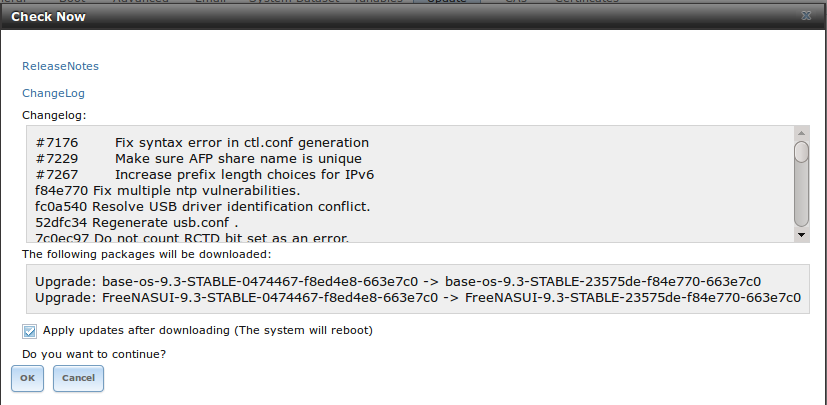 Check Now
ReleaseNotes
ChangeLog
Changelog:
#7176 Fix syntax error in ctl.conf generation
#7229 Make sure AFP share name is unique
#7267 Increase prefix length choices for IPv6
f84e770 Fix multiple ntp vulnerabilities.
fc0a540 Resolve USB driver identification conflict.
52dfc34 Regenerate usb.conf .
7c0ec97 Do not count RCTD bit set as an error.
The following packages will be downloaded:
Upgrade: base-os-9.3-STABLE-0474467-f8ed4e8-663e7c0 -> base-os-9.3-STABLE-23575de-f84e770-663e7c0
Upgrade: FreeNASUI-9.3-STABLE-0474467-f8ed4e8-663e7c0 -> FreeNASUI-9.3-STABLE-23575de-f84e770-663e7c0
Apply updates after downloading (The system will reboot)
Do you want to continue?
OK Cancel